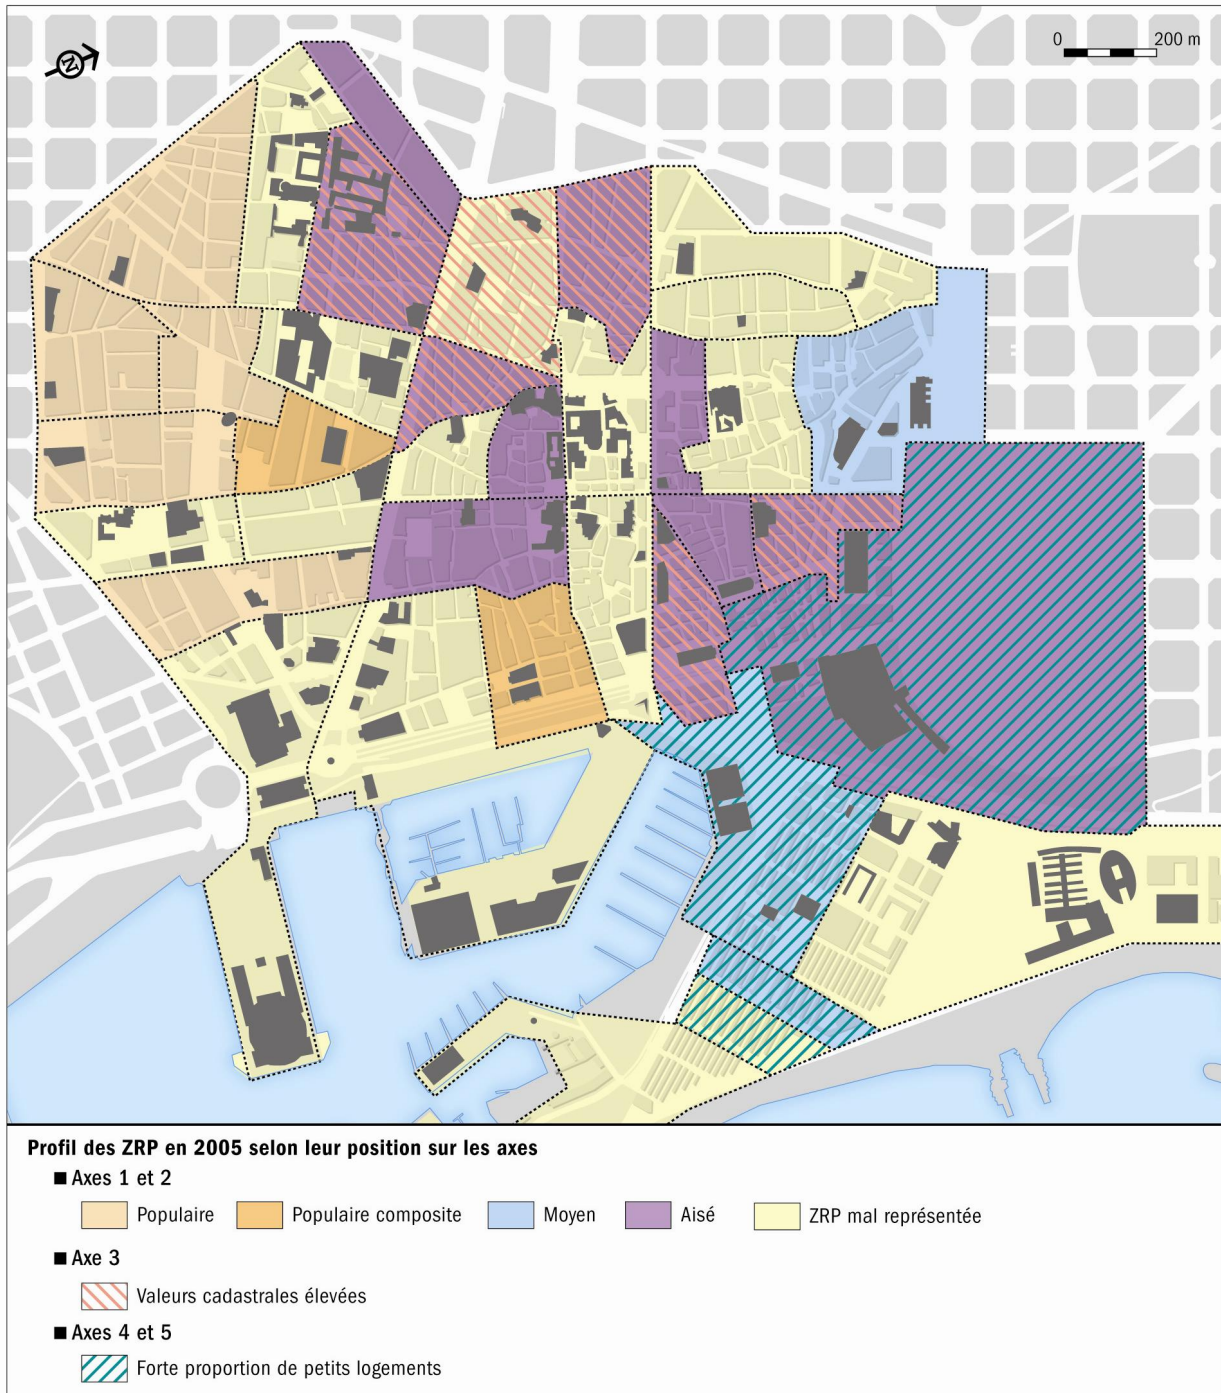 N
0 200 m
Profil des ZRP en 2005 selon leur position sur les axes
■ Axes 1 et 2
Populaire Populaire composite Moyen Aisé ZRP mal représentée
■ Axe 3
Valeurs cadastrales élevées
■ Axes 4 et 5
Forte proportion de petits logements